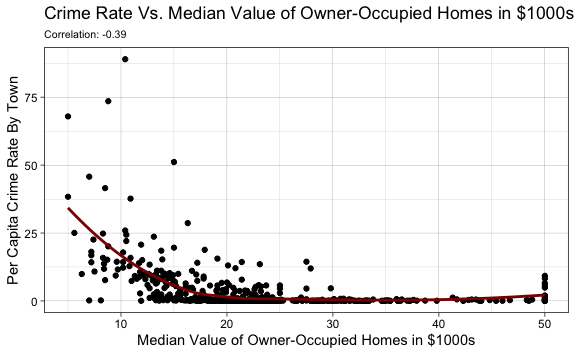 Crime Rate Vs. Median Value of Owner-Occupied Homes in $1000s
Correlation: -0.39
Per Capita Crime Rate By Town
75
50
25
0
10 20 30 40 50
Median Value of Owner-Occupied Homes in $1000s